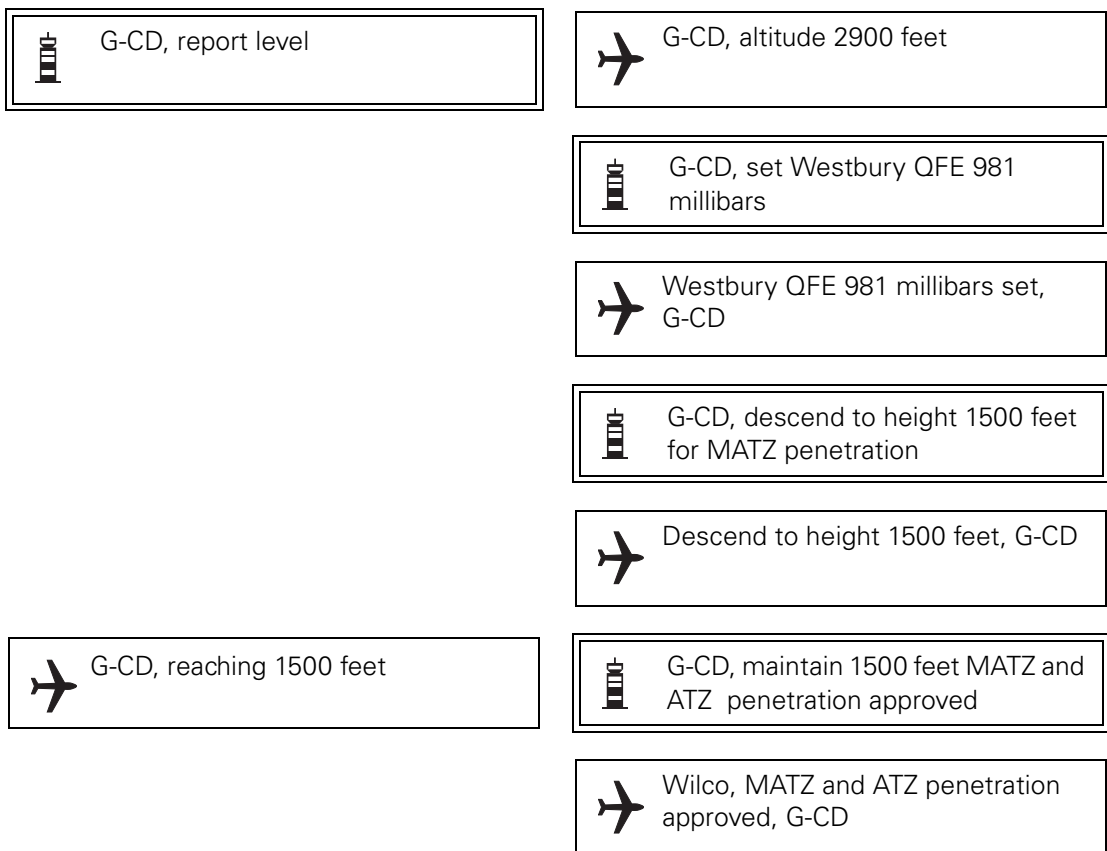 G-CD, report level
G-CD, altitude 2900 feet
G-CD, set Westbury QFE 981
millibars
Westbury QFE 981 millibars set,
G-CD
G-CD, descend to height 1500 feet
for MATZ penetration
Descend to height 1500 feet, G-CD
G-CD, reaching 1500 feet
G-CD, maintain 1500 feet MATZ and
ATZ penetration approved
Wilco, MATZ and ATZ penetration
approved, G-CD